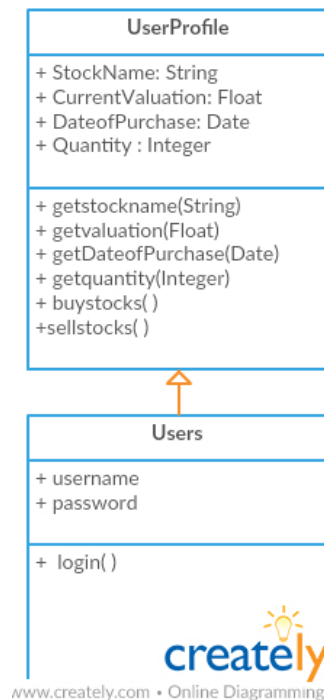 UserProfile
+ StockName: String
+ CurrentValuation: Float
+ DateofPurchase: Date
+ Quantity : Integer
+ getstockname(String)
+ getvaluation(Float)
+ getDateofPurchase(Date)
+ getquantity(Integer)
+ buystocks( )
+sellstocks( )
Users
+ username
+ password
+ login( )
creately
www.creately.com • Online Diagramming